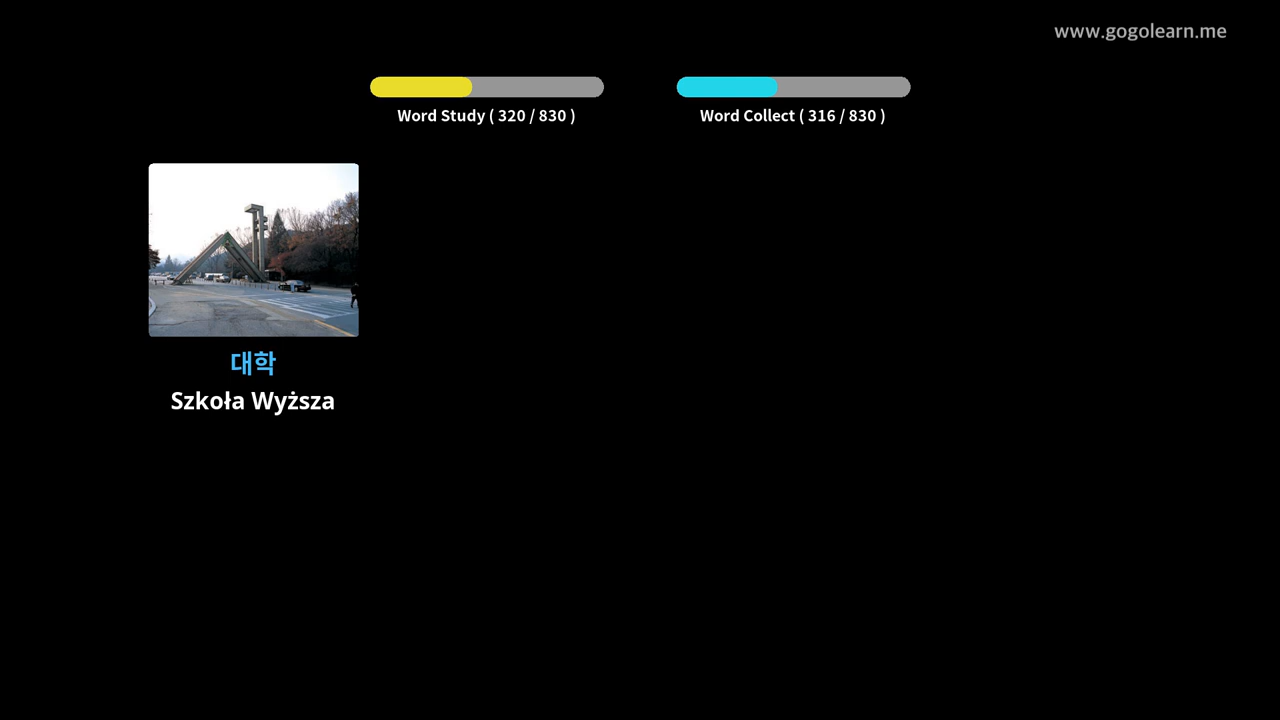 www.gogolearn.me
Word Study ( 320 / 830 )
Word Collect ( 316 / 830 )
대학
Szkoła Wyższa